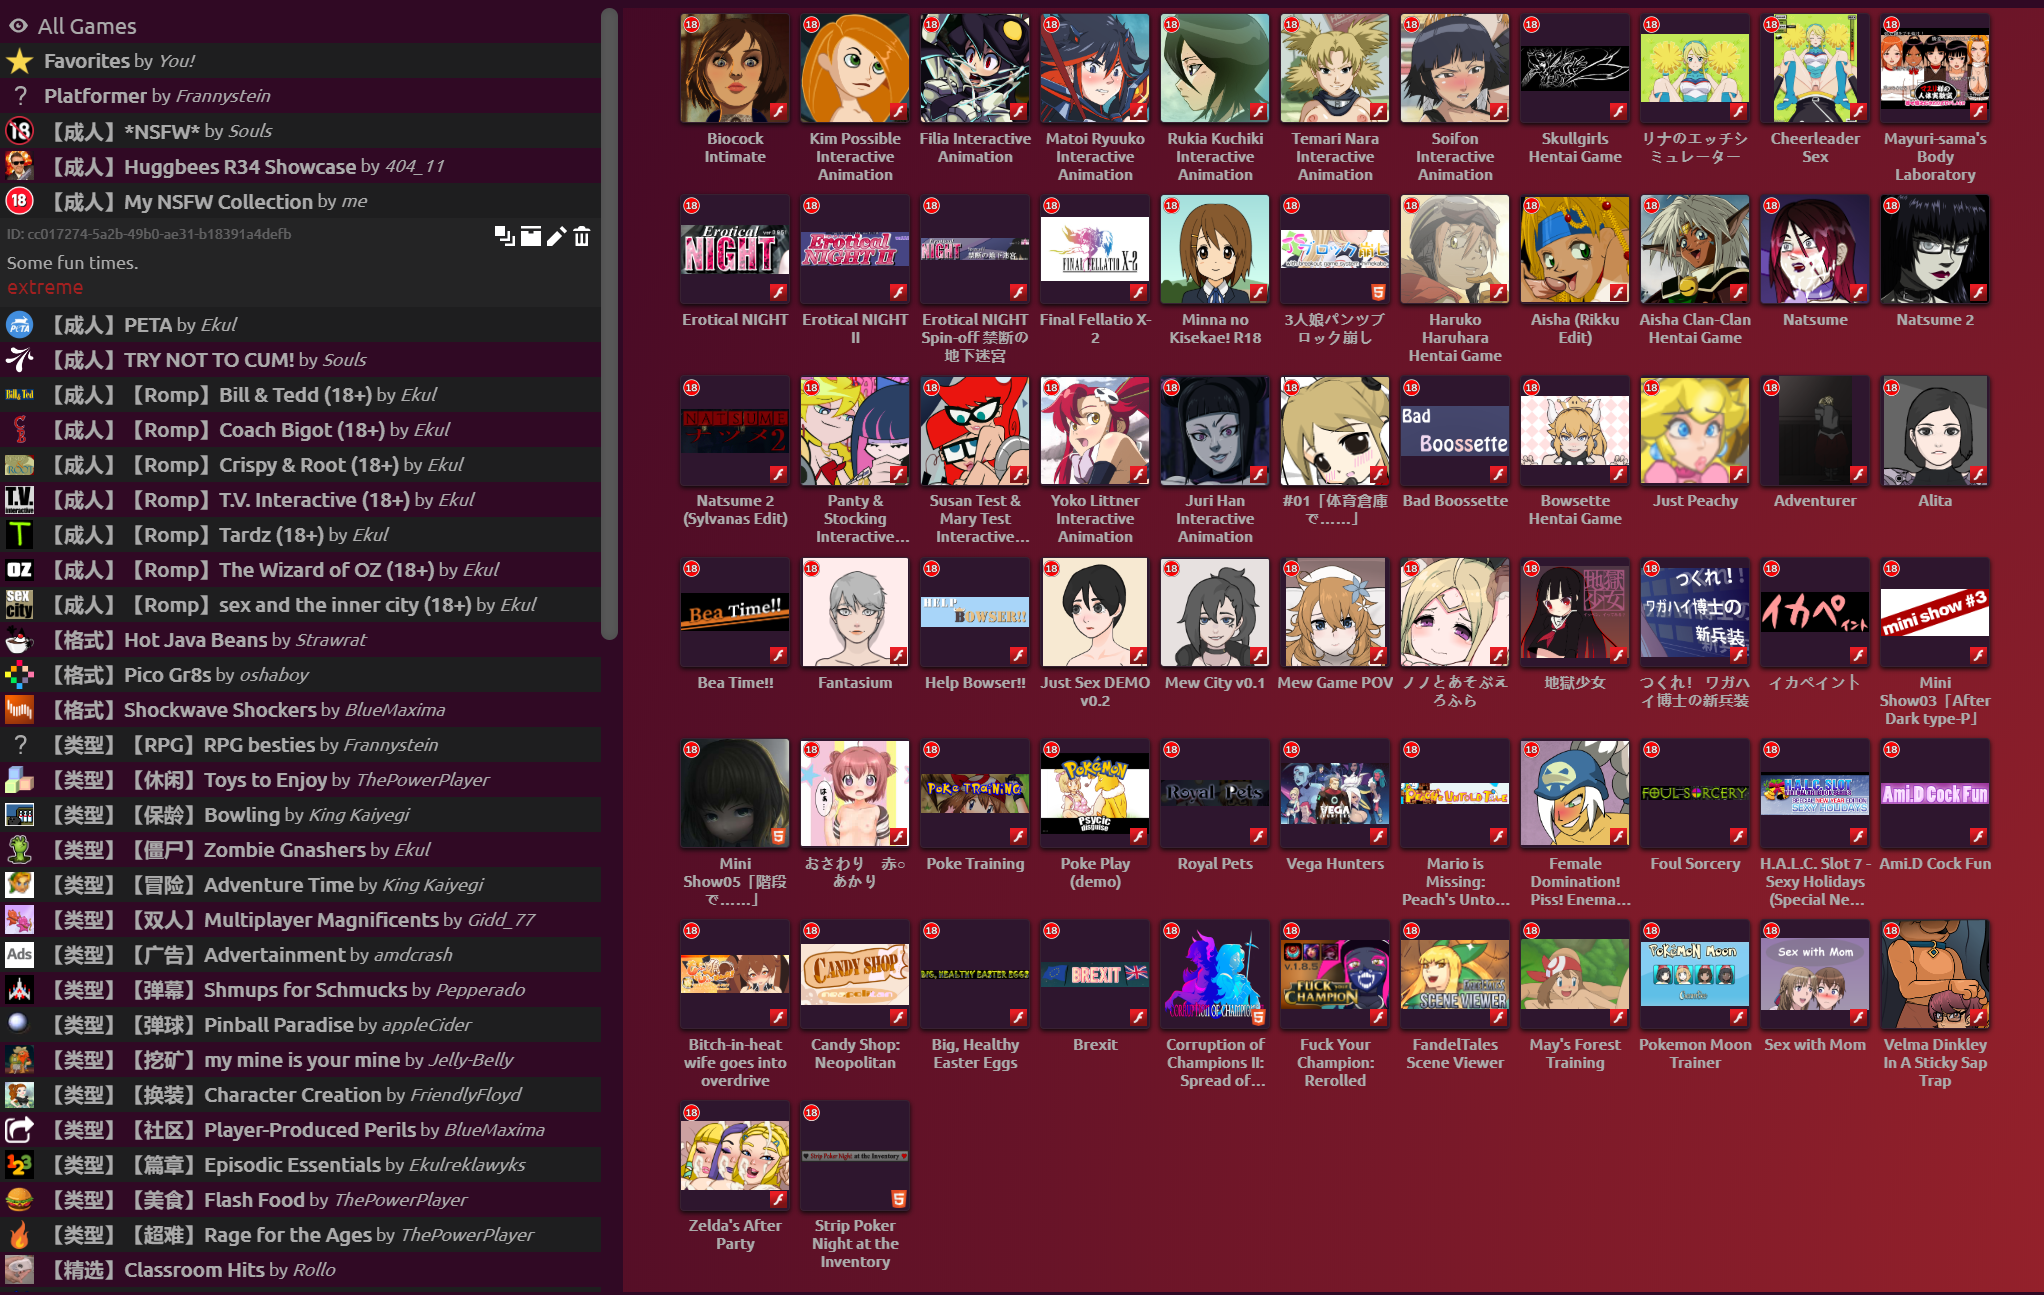 All Games
Favorites by You!
Platformer by Frannystein
【成人】*NSFW* by Souls
【成人】Huggbees R34 Showcase by 404_11
【成人】My NSFW Collection by me
ID: cc017274-5a2b-49b0-ae31-b18391a4defb
Some fun times.
extreme
【成人】PETA by Ekul
【成人】TRY NOT TO CUM! by Souls
【成人】【Romp】Bill & Tedd (18+) by Ekul
【成人】【Romp】Coach Bigot (18+) by Ekul
【成人】【Romp】Crispy & Root (18+) by Ekul
【成人】【Romp】T.V. Interactive (18+) by Ekul
【成人】【Romp】Tardz (18+) by Ekul
【成人】【Romp】The Wizard of OZ (18+) by Ekul
【成人】【Romp】sex and the inner city (18+) by Ekul
【格式】Hot Java Beans by Strawrat
【格式】Pico Gr8s by oshaboy
【格式】Shockwave Shockers by BlueMaxima
【类型】【RPG】RPG besties by Frannystein
【类型】【休闲】Toys to Enjoy by ThePowerPlayer
【类型】【保龄】Bowling by King Kaiyegi
【类型】【僵尸】Zombie Gnashers by Ekul
【类型】【冒险】Adventure Time by King Kaiyegi
【类型】【双人】Multiplayer Magnificents by Gidd_77
【类型】【广告】Advertainment by amdcrash
【类型】【弹幕】Shmups for Schmucks by Pepperado
【类型】【弹球】Pinball Paradise by appleCider
【类型】【挖矿】my mine is your mine by Jelly-Belly
【类型】【换装】Character Creation by FriendlyFloyd
【类型】【社区】Player-Produced Perils by BlueMaxima
【类型】【篇章】Episodic Essentials by Ekulreklawyks
【类型】【美食】Flash Food by ThePowerPlayer
【类型】【超难】Rage for the Ages by ThePowerPlayer
【精选】Classroom Hits by Rollo
Biocock
Intimate
Kim Possible
Interactive
Animation
Filia Interactive
Animation
Matoi Ryuuko
Interactive
Animation
Rukia Kuchiki
Interactive
Animation
Temari Nara
Interactive
Animation
Soifon
Interactive
Animation
Skullgirls
Hentai Game
リナのエッチシ
ミュレーター
Cheerleader
Sex
Mayuri-sama's
Body
Laboratory
Erotical NIGHT
Erotical NIGHT
II
Erotical NIGHT
Spin-off 禁断の
地下迷宮
Final Fellatio X-
2
Minna no
Kisekae! R18
3人娘パンツブ
ロック崩し
Haruko
Haruhara
Hentai Game
Aisha (Rikku
Edit)
Aisha Clan-Clan
Hentai Game
Natsume
Natsume 2
Natsume 2
(Sylvanas Edit)
Panty &
Stocking
Interactive...
Susan Test &
Mary Test
Interactive...
Yoko Littner
Interactive
Animation
Juri Han
Interactive
Animation
#01「体育倉庫
で……」
Bad Boossette
Bowsette
Hentai Game
Just Peachy
Adventurer
Alita
Bea Time!!
Fantasium
Help Bowser!!
Just Sex DEMO
v0.2
Mew City v0.1
Mew Game POV
ノノとあそぶえ
ろふら
地獄少女
つくれ！ ワガハ
イ博士の新兵装
イカペイント
Mini
Show03「After
Dark type-P」
Mini
Show05「階段
で……」
おさわり　赤○
あかり
Poke Training
Poke Play
(demo)
Royal Pets
Vega Hunters
Mario is
Missing:
Peach's Unto...
Female
Domination!
Piss! Enema...
Foul Sorcery
H.A.L.C. Slot 7 -
Sexy Holidays
(Special Ne...
Ami.D Cock Fun
Bitch-in-heat
wife goes into
overdrive
Candy Shop:
Neopolitan
Big, Healthy
Easter Eggs
Brexit
Corruption of
Champions II:
Spread of...
Fuck Your
Champion:
Rerolled
FandelTales
Scene Viewer
May's Forest
Training
Pokemon Moon
Trainer
Sex with Mom
Velma Dinkley
In A Sticky Sap
Trap
Zelda's After
Party
Strip Poker
Night at the
Inventory